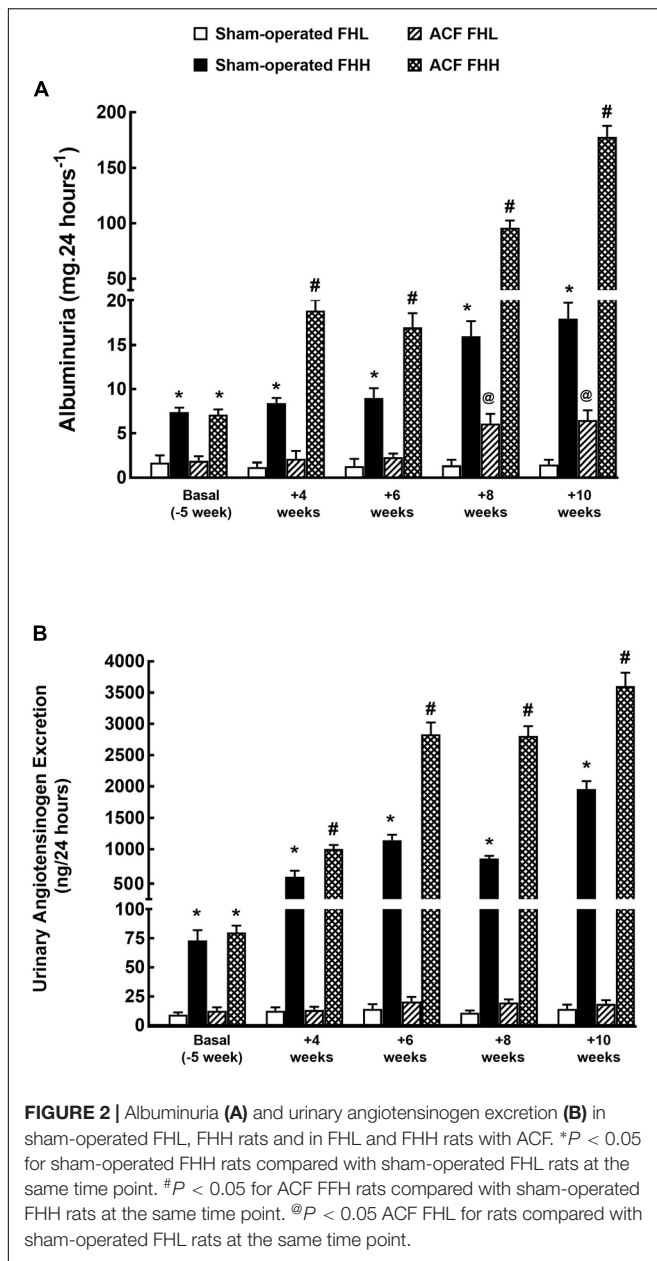 Sham-operated FHL ACF FHL
Sham-operated FHH ACF FHH
A
Albuminuria (mg.24 hours-1)
200
150
100
50
20
15
10
5
0
* * * # * # * @ # * @ #
Basal (-5 week)
+4 weeks
+6 weeks
+8 weeks
+10 weeks
B
Urinary Angiotensinogen Excretion
(ng/24 hours)
4000
3500
3000
2500
2000
1500
1000
500
100
75
50
25
0
* * * # * # * # * #
Basal (-5 week)
+4 weeks
+6 weeks
+8 weeks
+10 weeks
FIGURE 2 | Albuminuria (A) and urinary angiotensinogen excretion (B) in
sham-operated FHL, FHH rats and in FHL and FHH rats with ACF. *P < 0.05
for sham-operated FHH rats compared with sham-operated FHL rats at the
same time point. #P < 0.05 for ACF FFH rats compared with sham-operated
FHH rats at the same time point. @P < 0.05 ACF FHL for rats compared with
sham-operated FHL rats at the same time point.